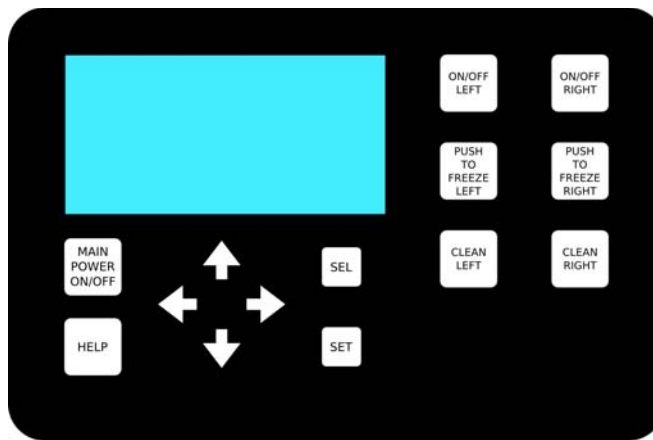 ON/OFF
LEFT
ON/OFF
RIGHT
PUSH
TO
FREEZE
LEFT
PUSH
TO
FREEZE
RIGHT
MAIN
POWER
ON/OFF
SEL
CLEAN
LEFT
CLEAN
RIGHT
HELP
SET